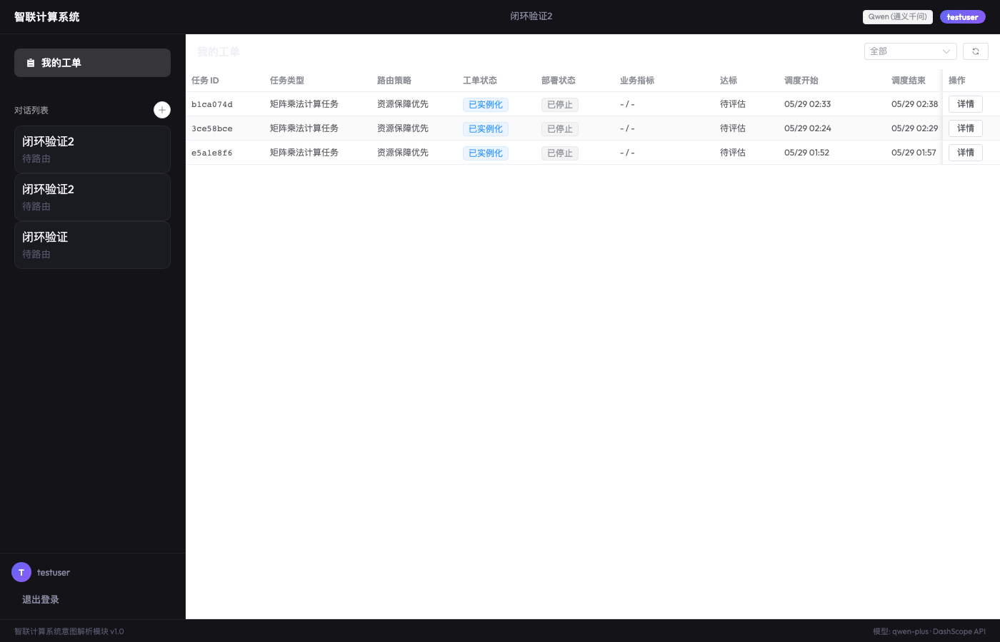 智联计算系统
闭环验证2
Qwen (通义千问)
testuser
我的工单
对话列表
闭环验证2
待路由
闭环验证2
待路由
闭环验证
待路由
T
testuser
退出登录
我的工单
全部
任务 ID 任务类型 路由策略 工单状态 部署状态 业务指标 达标 调度开始 调度结束 操作
b1ca074d 矩阵乘法计算任务 资源保障优先 已实例化 已停止 - / - 待评估 05/29 02:33 05/29 02:38 详情
3ce58bce 矩阵乘法计算任务 资源保障优先 已实例化 已停止 - / - 待评估 05/29 02:24 05/29 02:29 详情
e5a1e8f6 矩阵乘法计算任务 资源保障优先 已实例化 已停止 - / - 待评估 05/29 01:52 05/29 01:57 详情
智联计算系统意图解析模块 v1.0
模型: qwen-plus · DashScope API